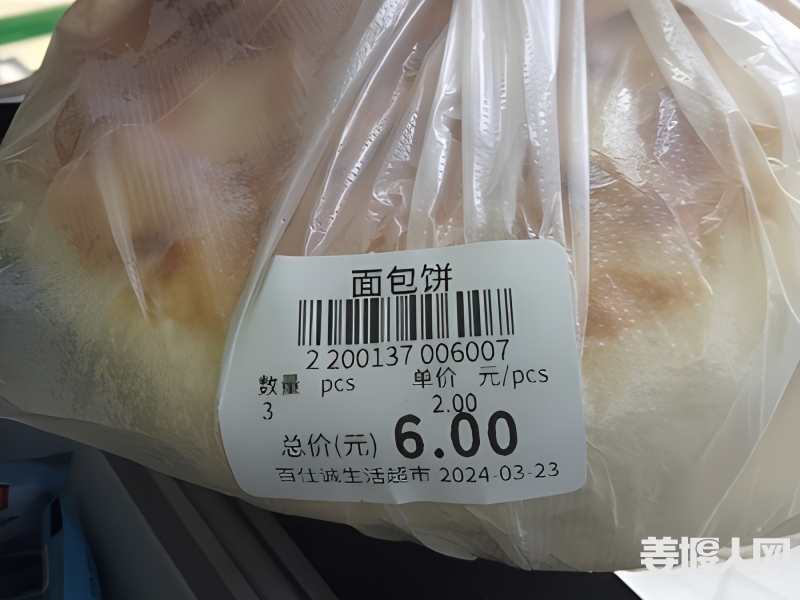 面包饼
2 200137 006007
数量 pcs 单价 元/pcs
3 2.00
总价(元) 6.00
百仕诚生活超市 2024-03-23
姜堰人网